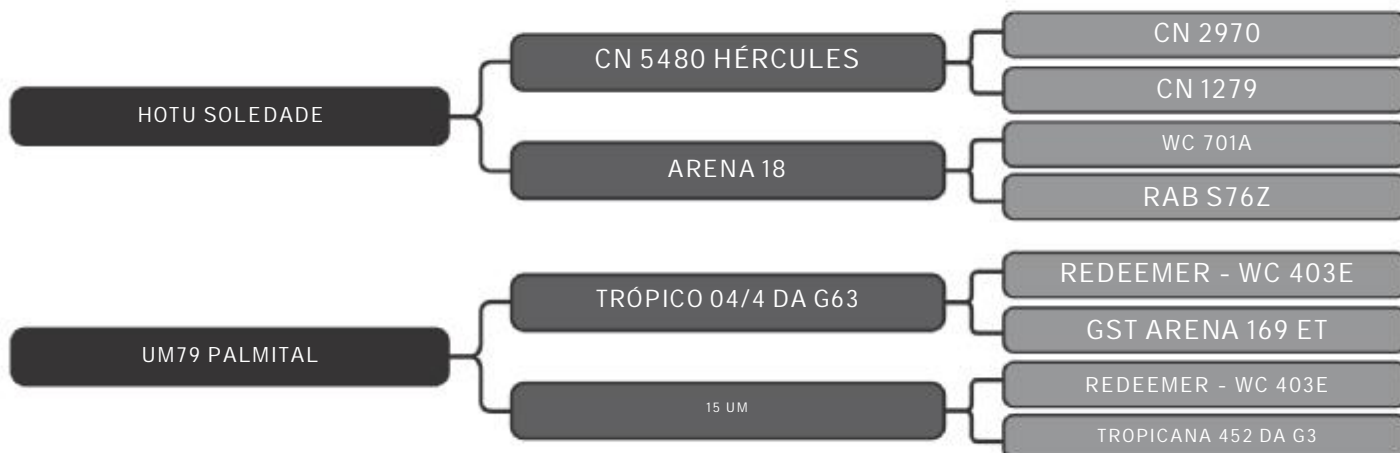 HOTU SOLEDADE
CN 5480 HÉRCULES
CN 2970
CN 1279
ARENA 18
WC 701A
RAB S76Z
UM79 PALMITAL
TRÓPICO 04/4 DA G63
REDEEMER - WC 403E
GST ARENA 169 ET
15 UM
REDEEMER - WC 403E
TROPICANA 452 DA G3